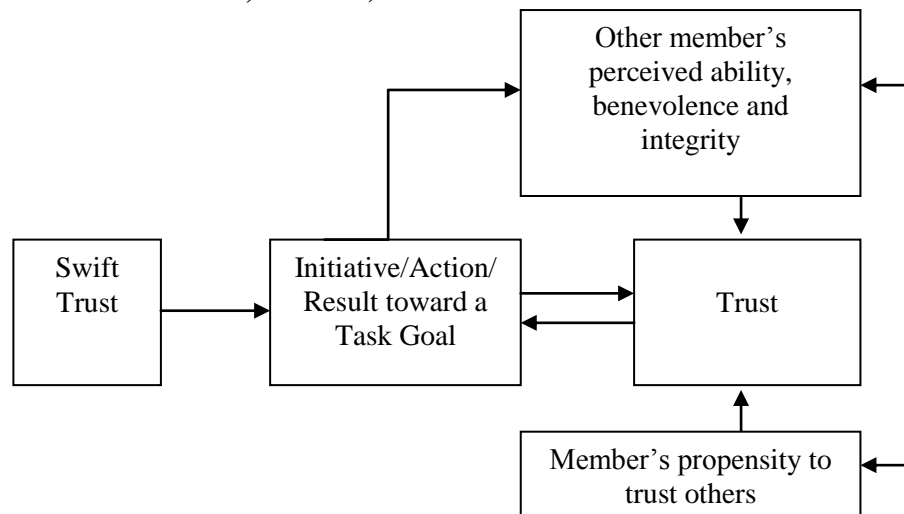 Other member’s
perceived ability,
benevolence and
integrity
Swift
Trust
Initiative/Action/
Result toward a
Task Goal
Trust
Member’s propensity to
trust others